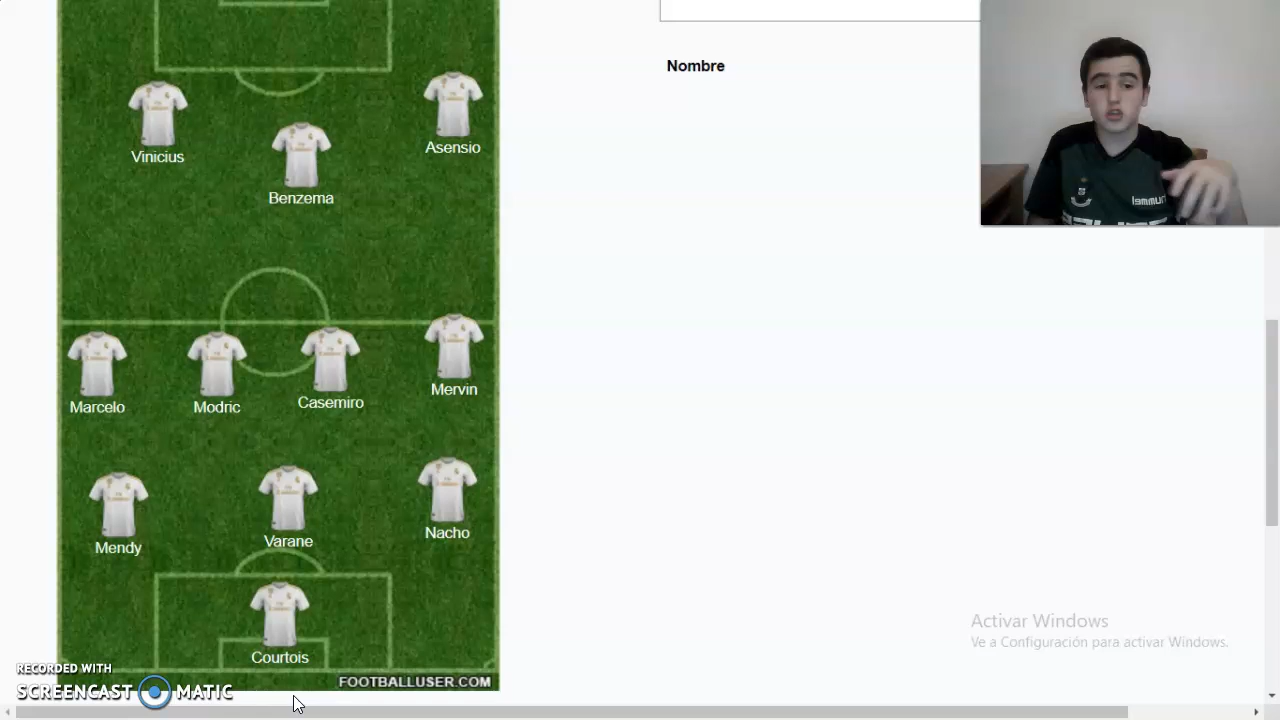 Nombre
Vinicius
Asensio
Benzema
Marcelo
Modric
Casemiro
Mervin
Mendy
Varane
Nacho
Courtois
FOOTBALLUSER.COM
hummel
Activar Windows
Ve a Configuración para activar Windows.
RECORDED WITH
SCREENCAST MATIC